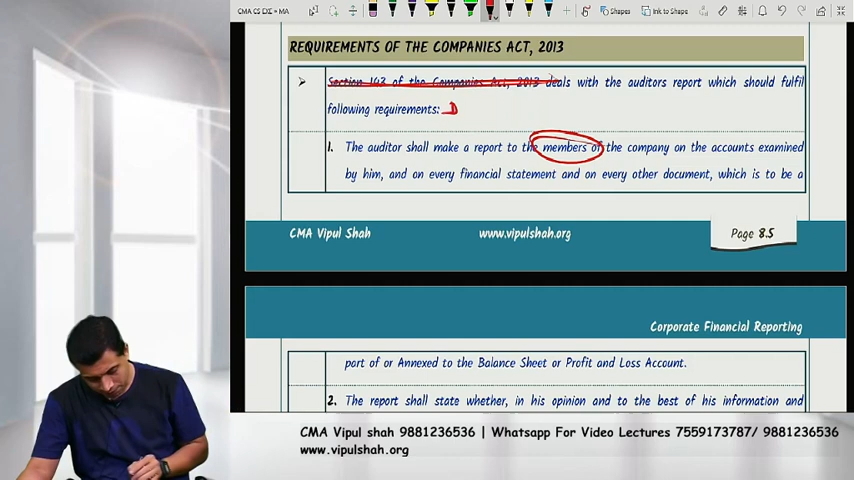 CMA CS EXE + MA
Shapes
Ink to Shape
REQUIREMENTS OF THE COMPANIES ACT, 2013
Section 143 of the Companies Act, 2013 deals with the auditors report which should fulfil
following requirements:
1. The auditor shall make a report to the members of the company on the accounts examined
by him, and on every financial statement and on every other document, which is to be a
CMA Vipul Shah
www.vipulshah.org
Page 8.5
Corporate Financial Reporting
part of or Annexed to the Balance Sheet or Profit and Loss Account.
2. The report shall state whether, in his opinion and to the best of his information and
CMA Vipul shah 9881236536 | Whatsapp For Video Lectures 7559173787/ 9881236536
www.vipulshah.org